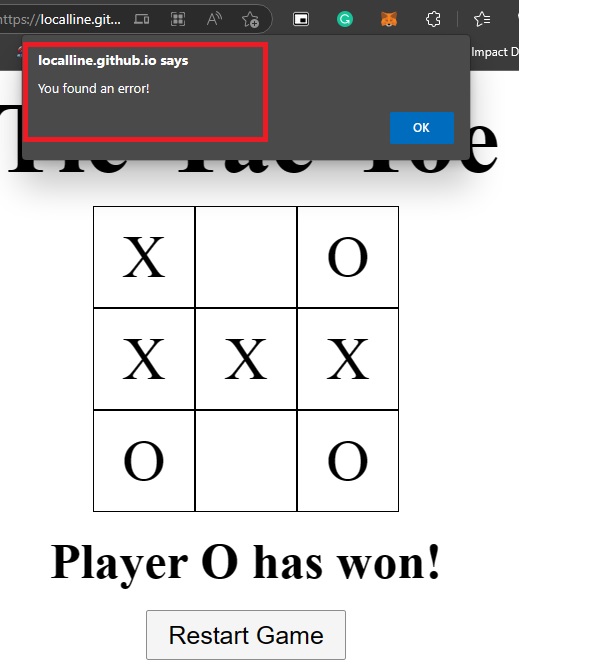 https://localline.git...
localline.github.io says
You found an error!
OK
Impact D
Tic Tac Toe
X O
X X X
O O
Player O has won!
Restart Game